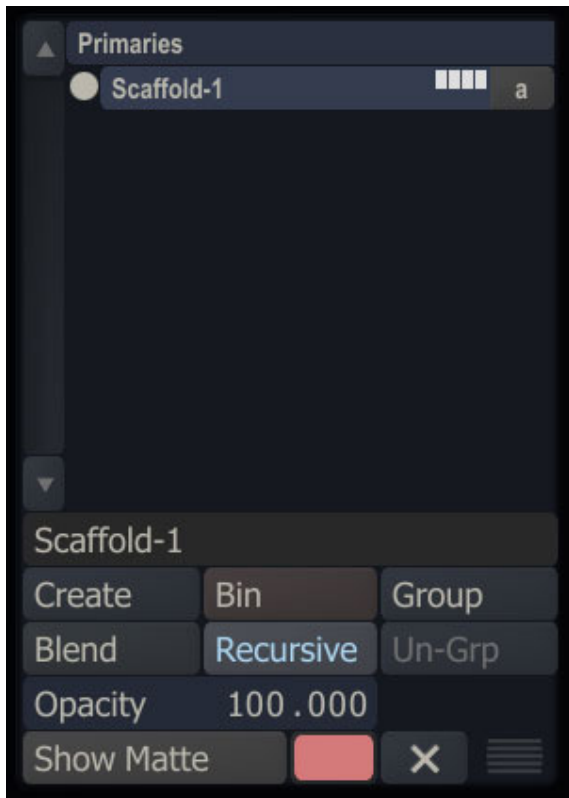 Primaries
Scaffold-1 a
Scaffold-1
Create Bin Group
Blend Recursive Un-Grp
Opacity 100.000
Show Matte